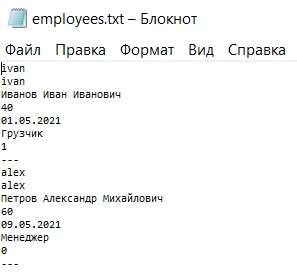 employees.txt – Блокнот
Файл Правка Формат Вид Справка
ivan
ivan
Иванов Иван Иванович
40
01.05.2021
Грузчик
1
---
alex
alex
Петров Александр Михайлович
60
09.05.2021
Менеджер
0
---